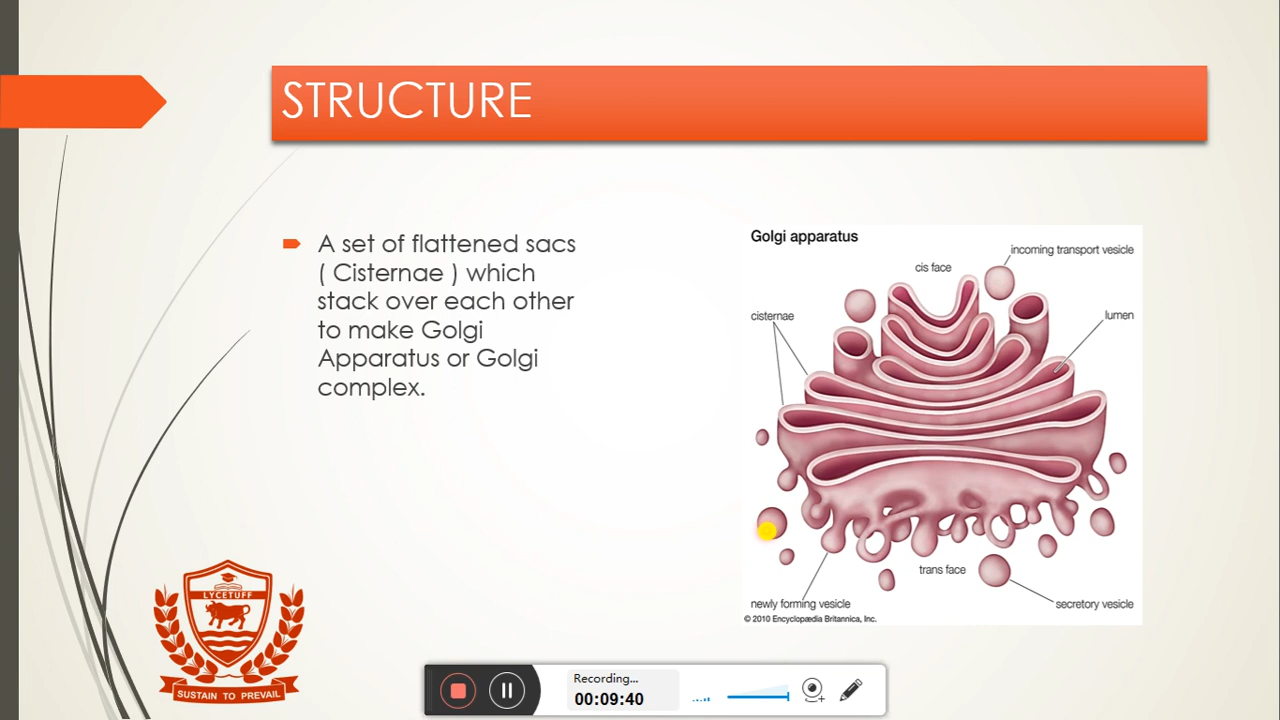 STRUCTURE
A set of flattened sacs
( Cisternae ) which
stack over each other
to make Golgi
Apparatus or Golgi
complex.
Golgi apparatus
incoming transport vesicle
cis face
cisternae
lumen
trans face
newly forming vesicle
secretory vesicle
© 2010 Encyclopædia Britannica, Inc.
LYCETUFF
SUSTAIN TO PREVAIL
Recording...
00:09:40